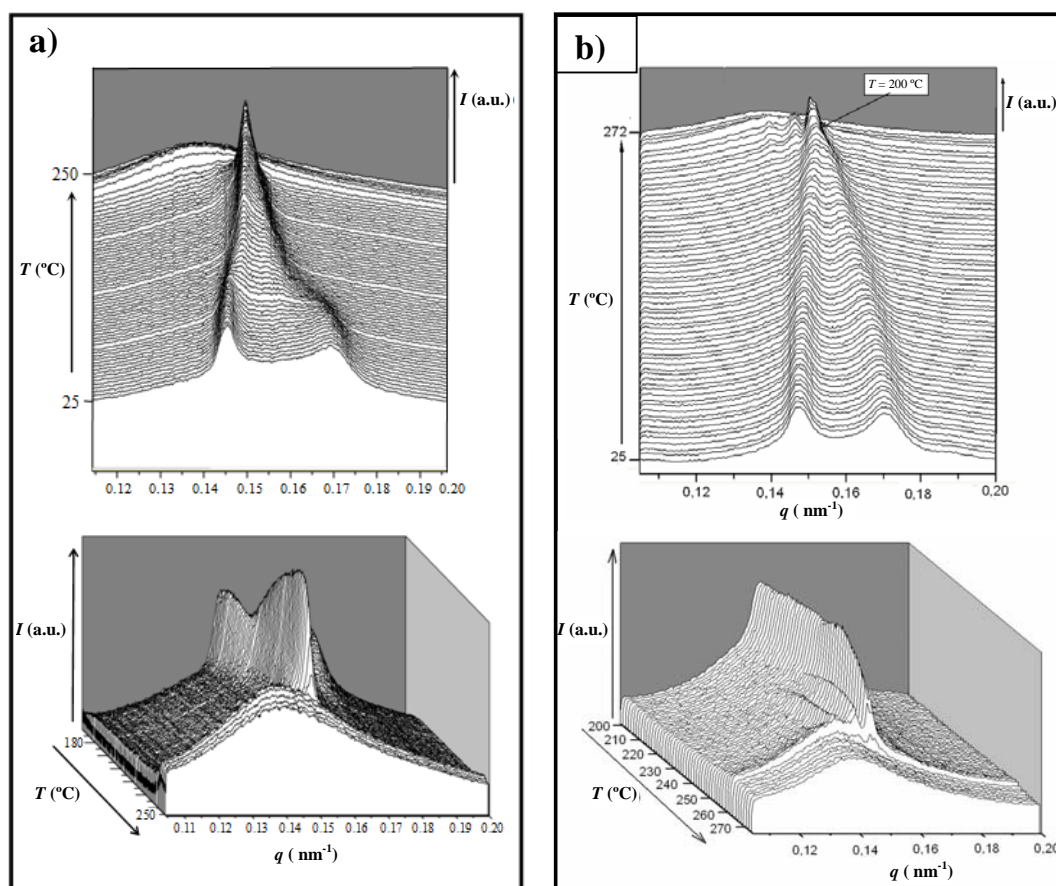 a)
I (a.u.)
250
T (ºC)
25
0.12 0.13 0.14 0.15 0.16 0.17 0.18 0.19 0.20
I (a.u.)
180
T (ºC)
250
0.11 0.12 0.13 0.14 0.15 0.16 0.17 0.18 0.19 0.20
q ( nm-1)
b)
T = 200 ºC
I (a.u.)
272
T (ºC)
25
0,12 0,14 0,16 0,18 0,20
q ( nm-1)
I (a.u.)
200
210
220
230
240
250
260
270
T (ºC)
0,12 0,14 0,16 0,18 0,20
q ( nm-1)